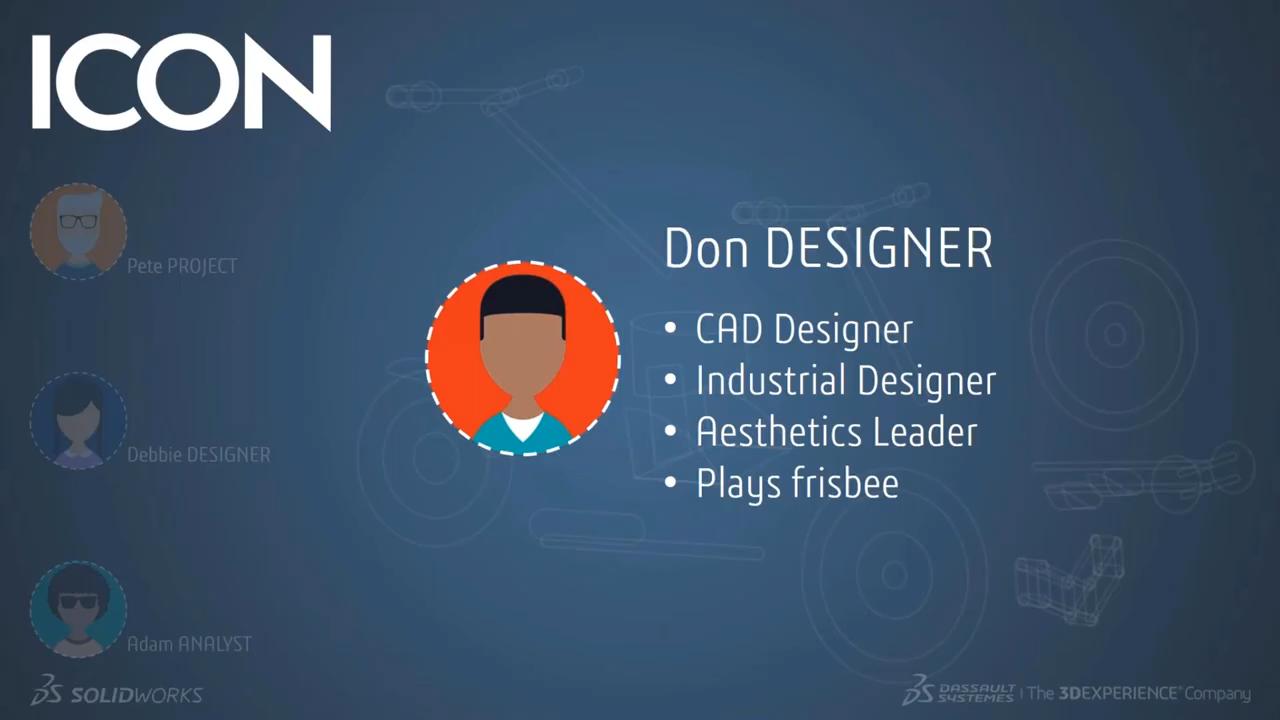 ICON
Pete PROJECT
Debbie DESIGNER
Adam ANALYST
Don DESIGNER
• CAD Designer
• Industrial Designer
• Aesthetics Leader
• Plays frisbee
SOLIDWORKS
DASSAULT SYSTEMES | The 3DEXPERIENCE® Company